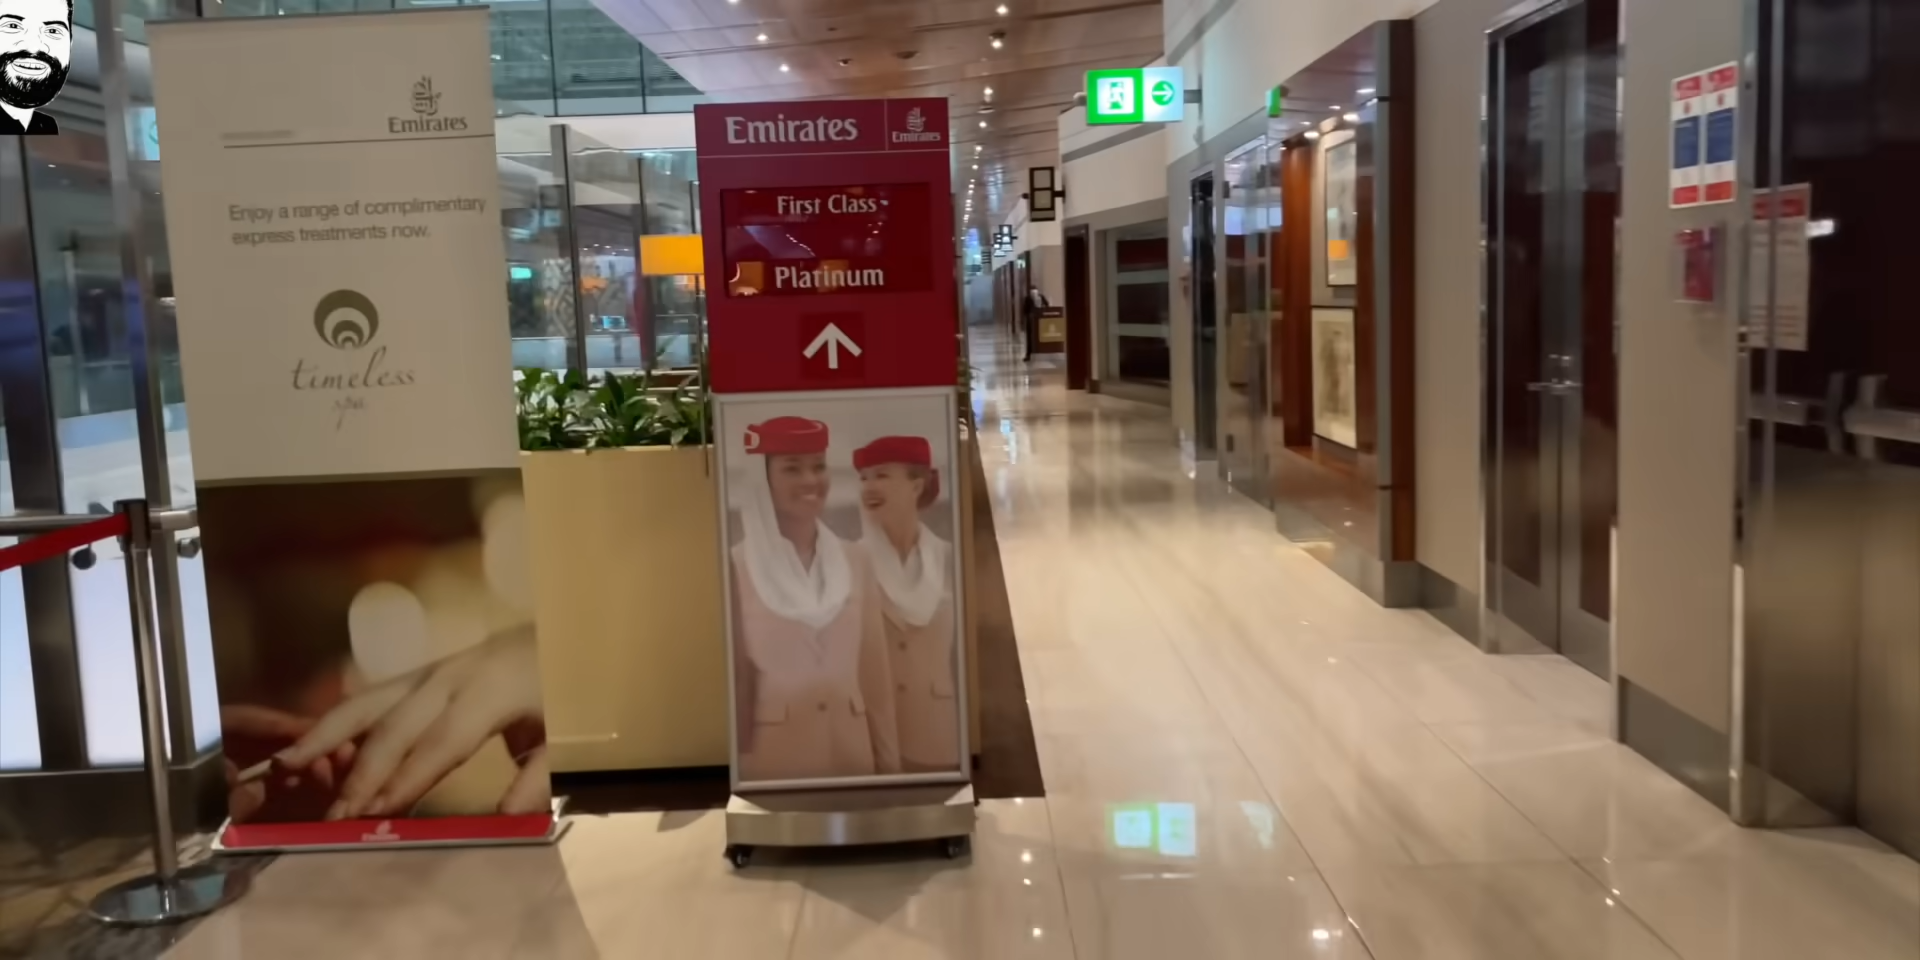 Emirates
Enjoy a range of complimentary
express treatments now.
timeless
spa
Emirates
Emirates
First Class
Platinum